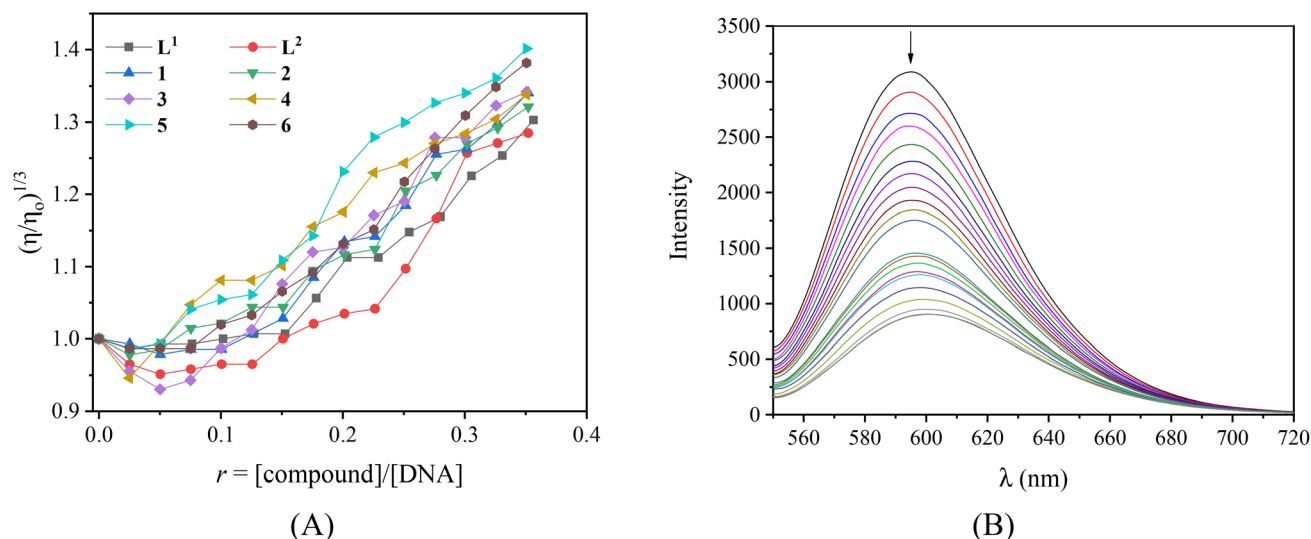 1.4
1.3
1.2
1.1
1.0
0.9
(η/η₀)¹ᐟ³
L¹ L²
1 2
3 4
5 6
0.0 0.1 0.2 0.3 0.4
r = [compound]/[DNA]
(A)
3500
3000
2500
2000
1500
1000
500
0
Intensity
560 580 600 620 640 660 680 700 720
λ (nm)
(B)